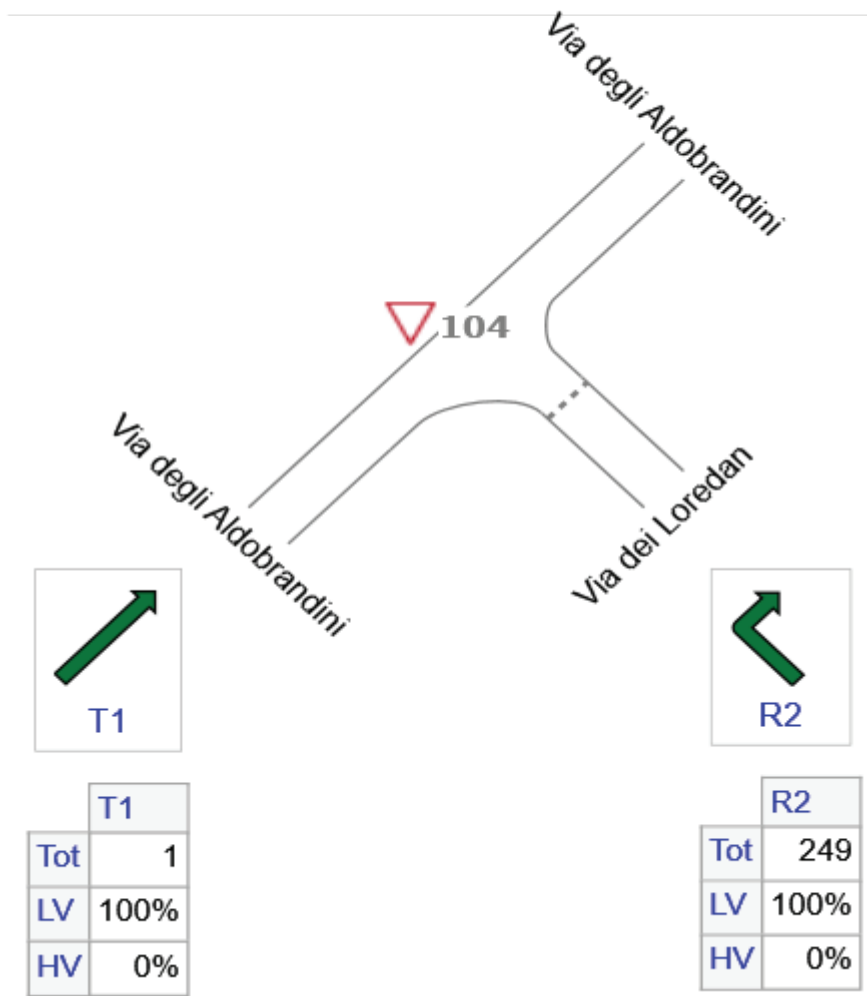 Via degli Aldobrandini
104
Via degli Aldobrandini
Via dei Loredan
T1
R2
T1
Tot 1
LV 100%
HV 0%
R2
Tot 249
LV 100%
HV 0%